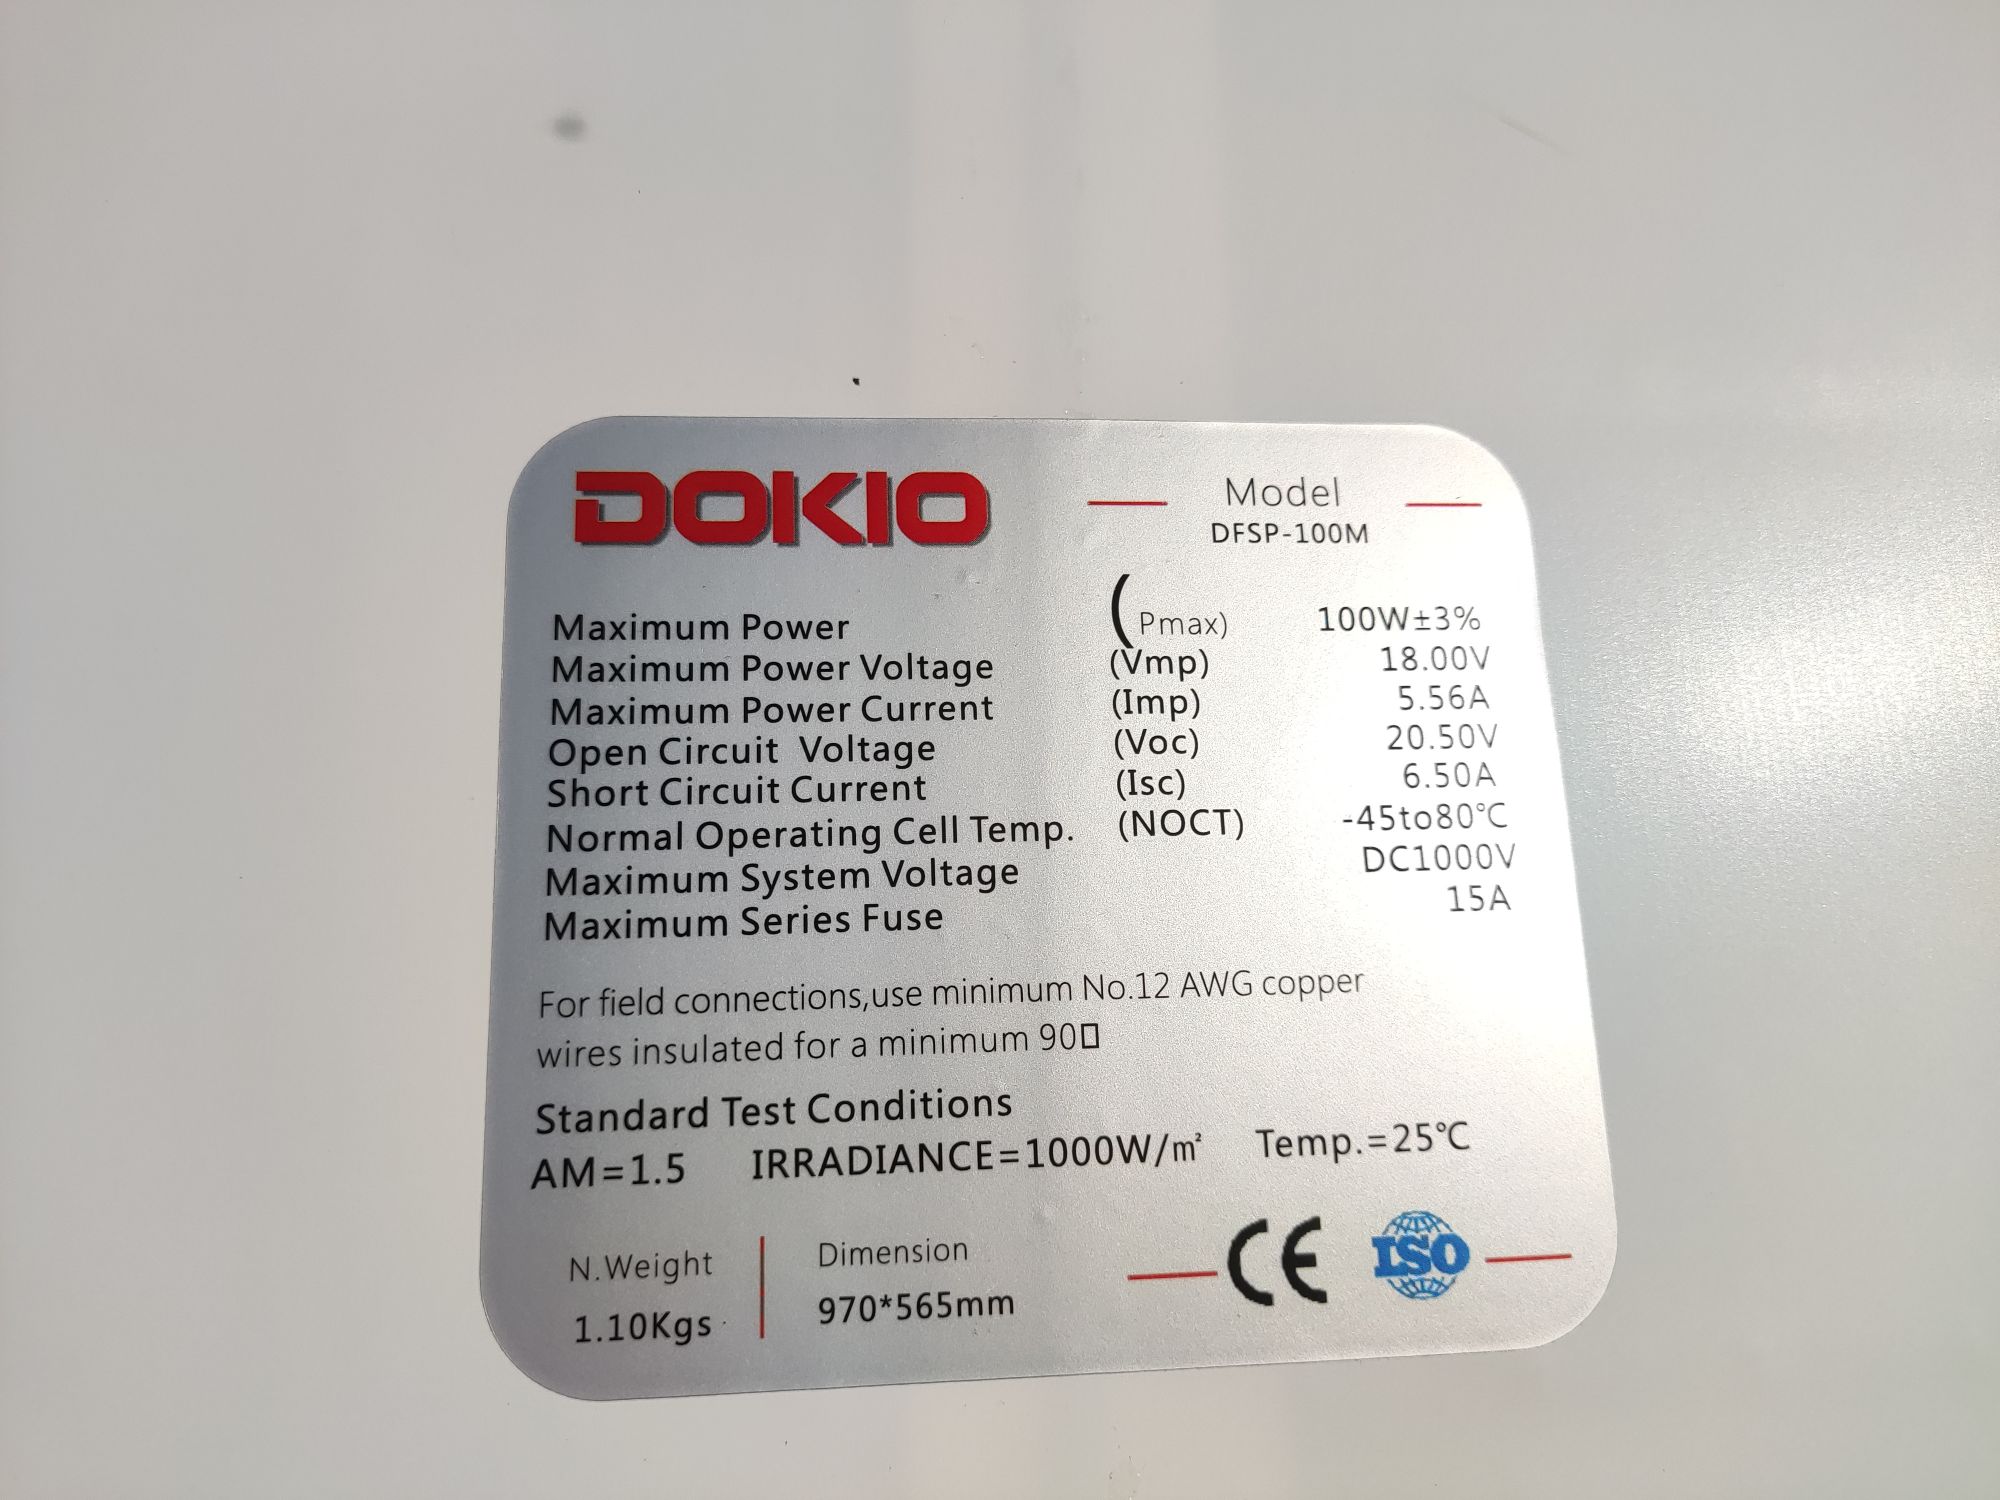 DOKIO
Model
DFSP-100M
Maximum Power (Pmax) 100W±3%
Maximum Power Voltage (Vmp) 18.00V
Maximum Power Current (Imp) 5.56A
Open Circuit Voltage (Voc) 20.50V
Short Circuit Current (Isc) 6.50A
Normal Operating Cell Temp. (NOCT) -45to80℃
Maximum System Voltage DC1000V
Maximum Series Fuse 15A
For field connections,use minimum No.12 AWG copper
wires insulated for a minimum 90□
Standard Test Conditions
AM=1.5 IRRADIANCE=1000W/m² Temp.=25℃
N.Weight
1.10Kgs
Dimension
970*565mm
CE ISO